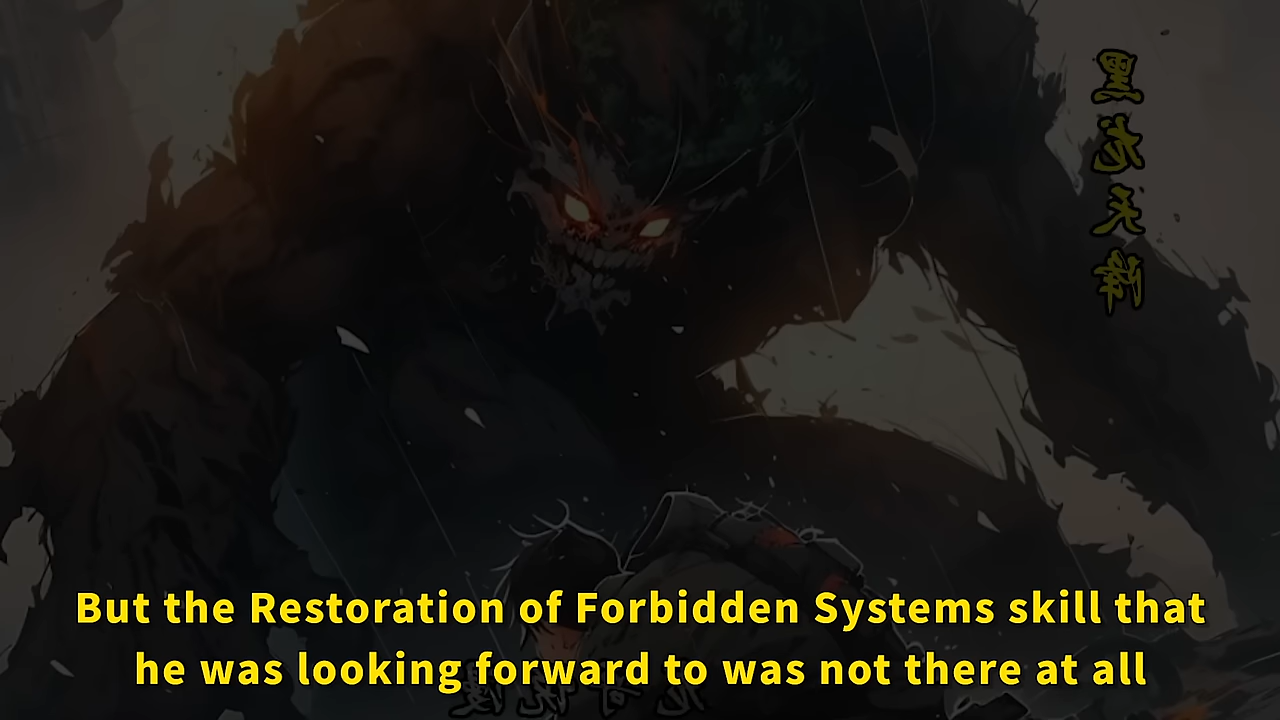 黑龙天降
But the Restoration of Forbidden Systems skill that
he was looking forward to was not there at all